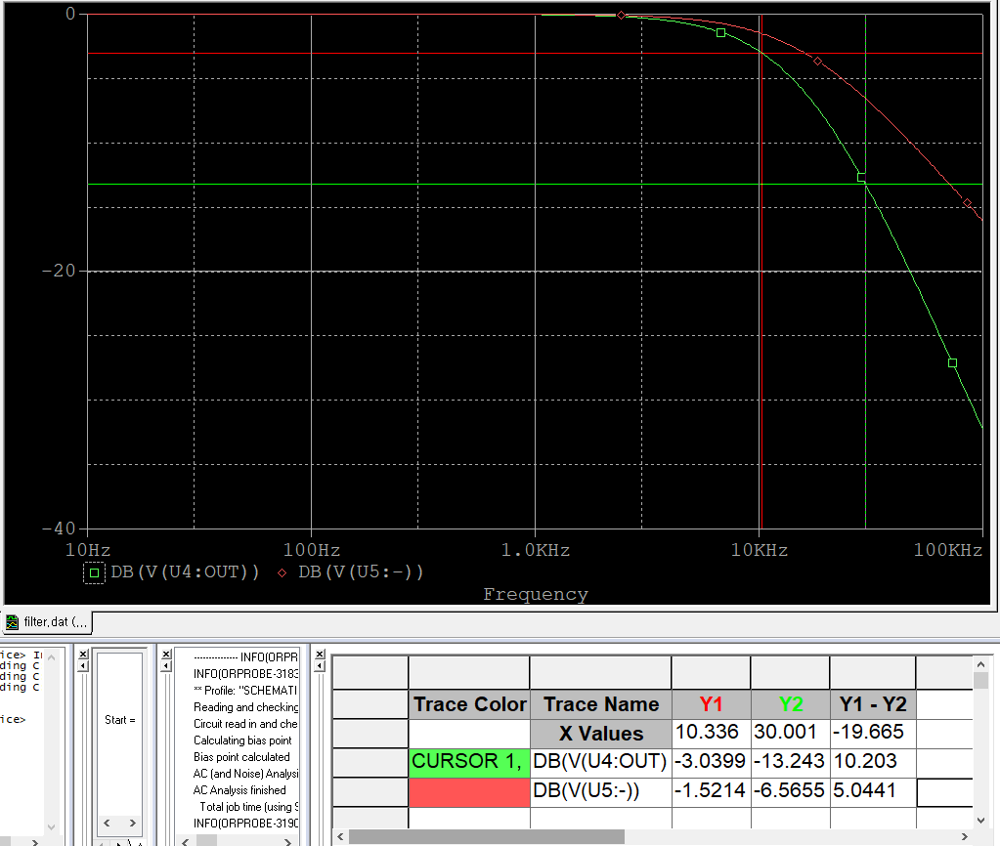 0
-20
-40
10Hz 100Hz 1.0KHz 10KHz 100KHz
DB(V(U4:OUT)) DB(V(U5:-))
Frequency
filter.dat (...
ice> I
ding C
ding C
ding C
ice>
Start =
--------------- INFO(ORPR
INFO(ORPROBE-3183
** Profile: "SCHEMATI
Reading and checking
Circuit read in and che
Calculating bias point
Bias point calculated
AC (and Noise) Analysi
AC Analysis finished
Total job time (using S
INFO(ORPROBE-3190
Trace Color Trace Name Y1 Y2 Y1 - Y2
X Values 10.336 30.001 -19.665
CURSOR 1, DB(V(U4:OUT) -3.0399 -13.243 10.203
DB(V(U5:-)) -1.5214 -6.5655 5.0441